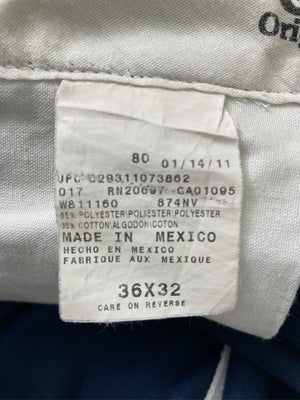 Ori
80 01/14/11
UPC 029311073862
017 RN20697 CA01095
W811160 874NV
65% POLYESTER/POLIESTER/POLYESTER
35% COTTON/ALGODON/COTON
MADE IN MEXICO
HECHO EN MEXICO
FABRIQUE AUX MEXIQUE
36X32
CARE ON REVERSE